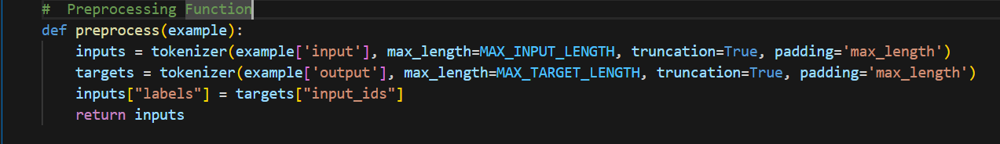 #  Preprocessing Function
def preprocess(example):
    inputs = tokenizer(example['input'], max_length=MAX_INPUT_LENGTH, truncation=True, padding='max_length')
    targets = tokenizer(example['output'], max_length=MAX_TARGET_LENGTH, truncation=True, padding='max_length')
    inputs["labels"] = targets["input_ids"]
    return inputs